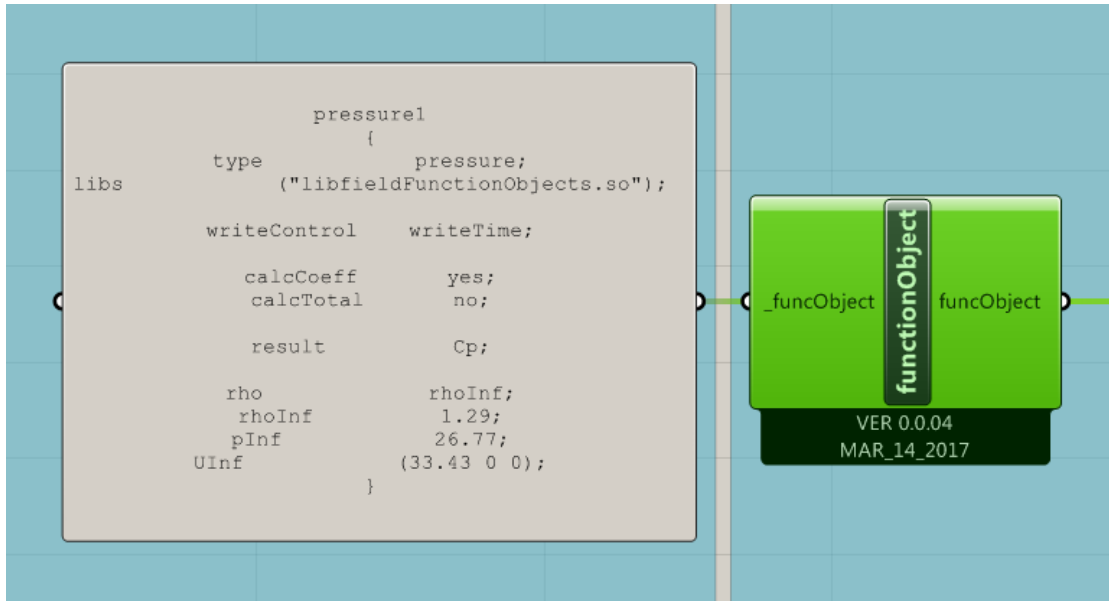 pressure1
{
type pressure;
libs ("libfieldFunctionObjects.so");
writeControl writeTime;
calcCoeff yes;
calcTotal no;
result Cp;
rho rhoInf;
rhoInf 1.29;
pInf 26.77;
UInf (33.43 0 0);
}
_funcObject
functionObject
funcObject
VER 0.0.04
MAR_14_2017